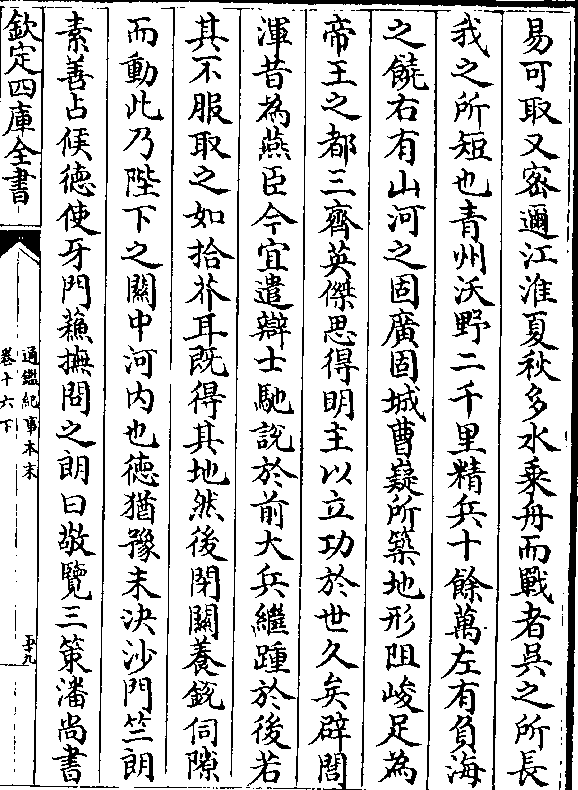 易可取又密邇江淮夏秋多水乗舟而戰者吳之所長
我之所短也青州沃野二千里精兵十餘萬左有負海
之饒右有山河之固廣固城曹嶷所築地形阻峻足為
帝王之都三齊英傑思得明主以立功於世久矣辟閭
渾昔為燕臣今宜遣辯士馳說於前大兵繼踵於後若
其不服取之如拾芥耳既得其地然後閉關養銳伺隙
而動此乃陛下之關中河内也徳猶豫未決沙門竺朗
素善占候徳使牙門蘓撫問之朗曰敬覽三策潘尚書
欽定四庫全書
通鑑紀事本末
卷十六下